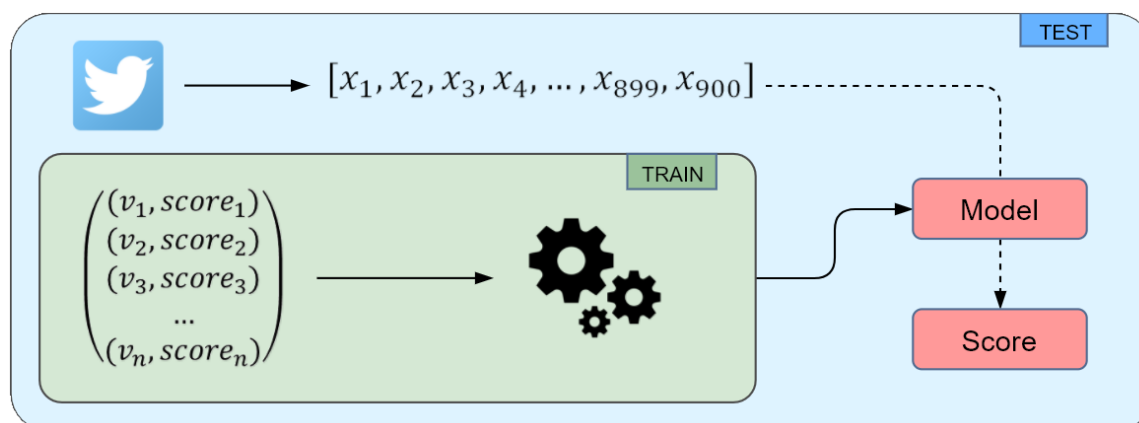 TEST
[x₁, x₂, x₃, x₄, ..., x₈₉₉, x₉₀₀]
TRAIN
(v₁, score₁)
(v₂, score₂)
(v₃, score₃)
...
(vₙ, scoreₙ)
Model
Score